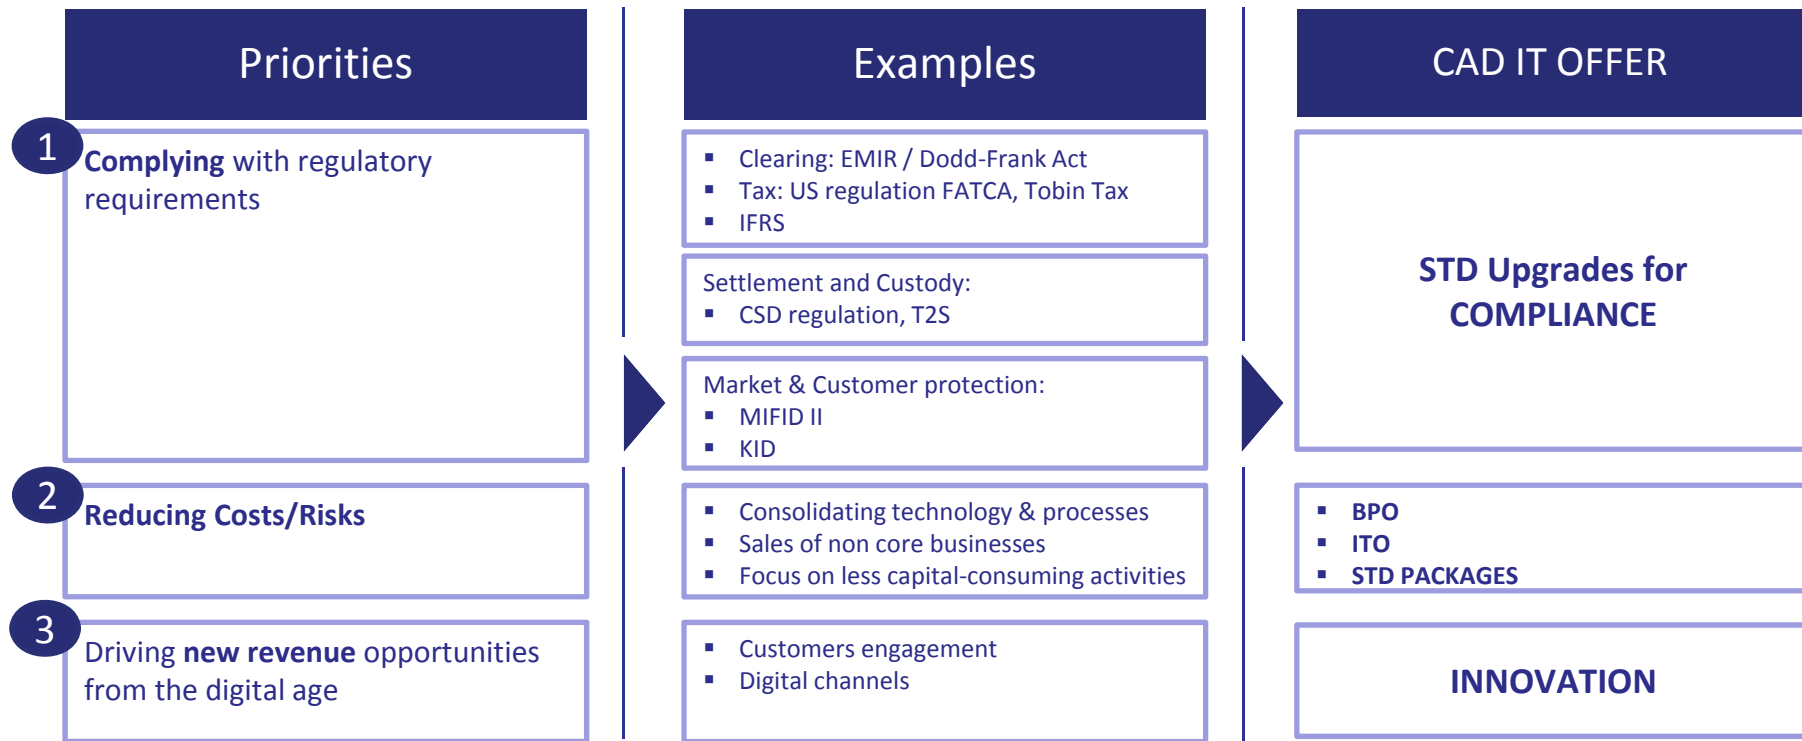 Priorities
Examples
CAD IT OFFER
1
Complying with regulatory
requirements
▪ Clearing: EMIR / Dodd-Frank Act
▪ Tax: US regulation FATCA, Tobin Tax
▪ IFRS
Settlement and Custody:
▪ CSD regulation, T2S
Market & Customer protection:
▪ MIFID II
▪ KID
STD Upgrades for
COMPLIANCE
2
Reducing Costs/Risks
▪ Consolidating technology & processes
▪ Sales of non core businesses
▪ Focus on less capital-consuming activities
▪ BPO
▪ ITO
▪ STD PACKAGES
3
Driving new revenue opportunities
from the digital age
▪ Customers engagement
▪ Digital channels
INNOVATION